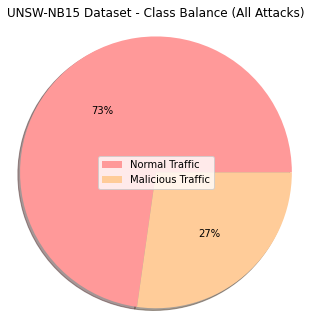 UNSW-NB15 Dataset - Class Balance (All Attacks)
73%
Normal Traffic
Malicious Traffic
27%